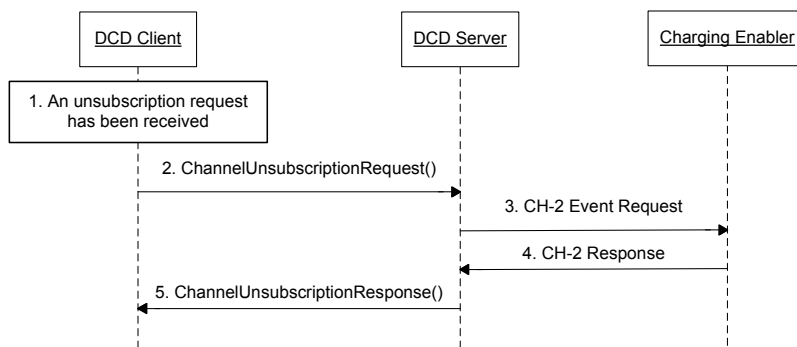 DCD Client
DCD Server
Charging Enabler
1. An unsubscription request
has been received
2. ChannelUnsubscriptionRequest()
3. CH-2 Event Request
4. CH-2 Response
5. ChannelUnsubscriptionResponse()